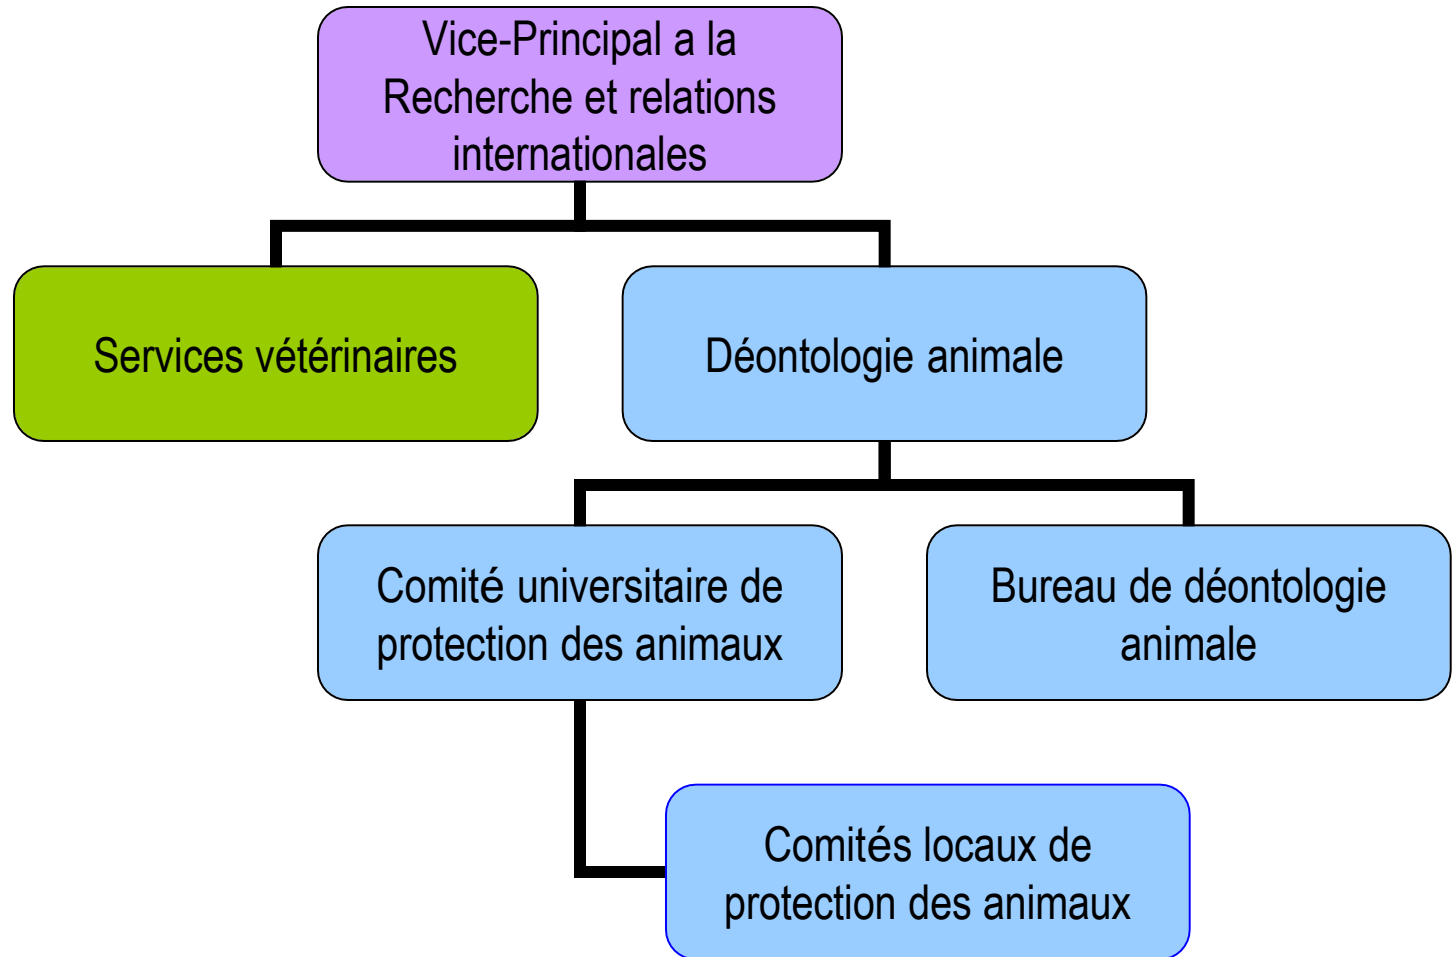 Vice-Principal a la
Recherche et relations
internationales
Services vétérinaires
Déontologie animale
Comité universitaire de
protection des animaux
Bureau de déontologie
animale
Comités locaux de
protection des animaux